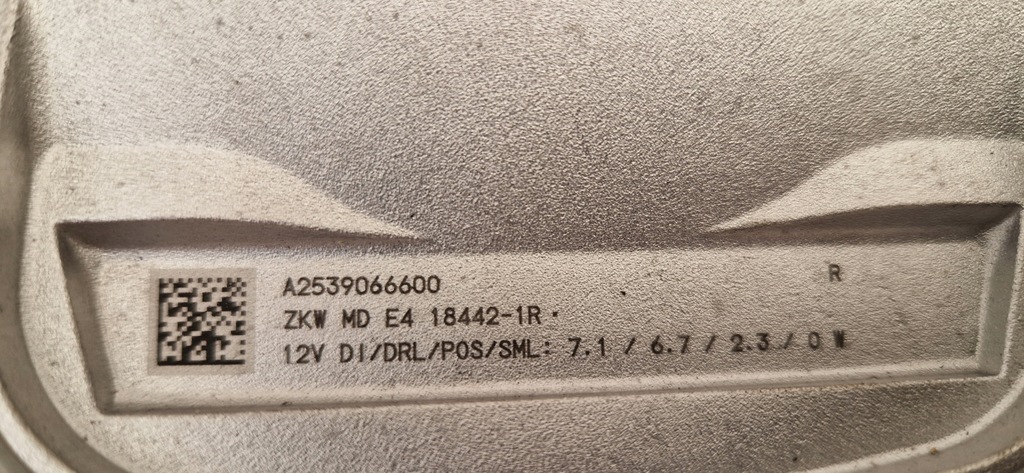 A2539066600
R
ZKW MD E4 18442-1R
12V DI/DRL/POS/SML: 7.1 / 6.7 / 2.3 / 0 W